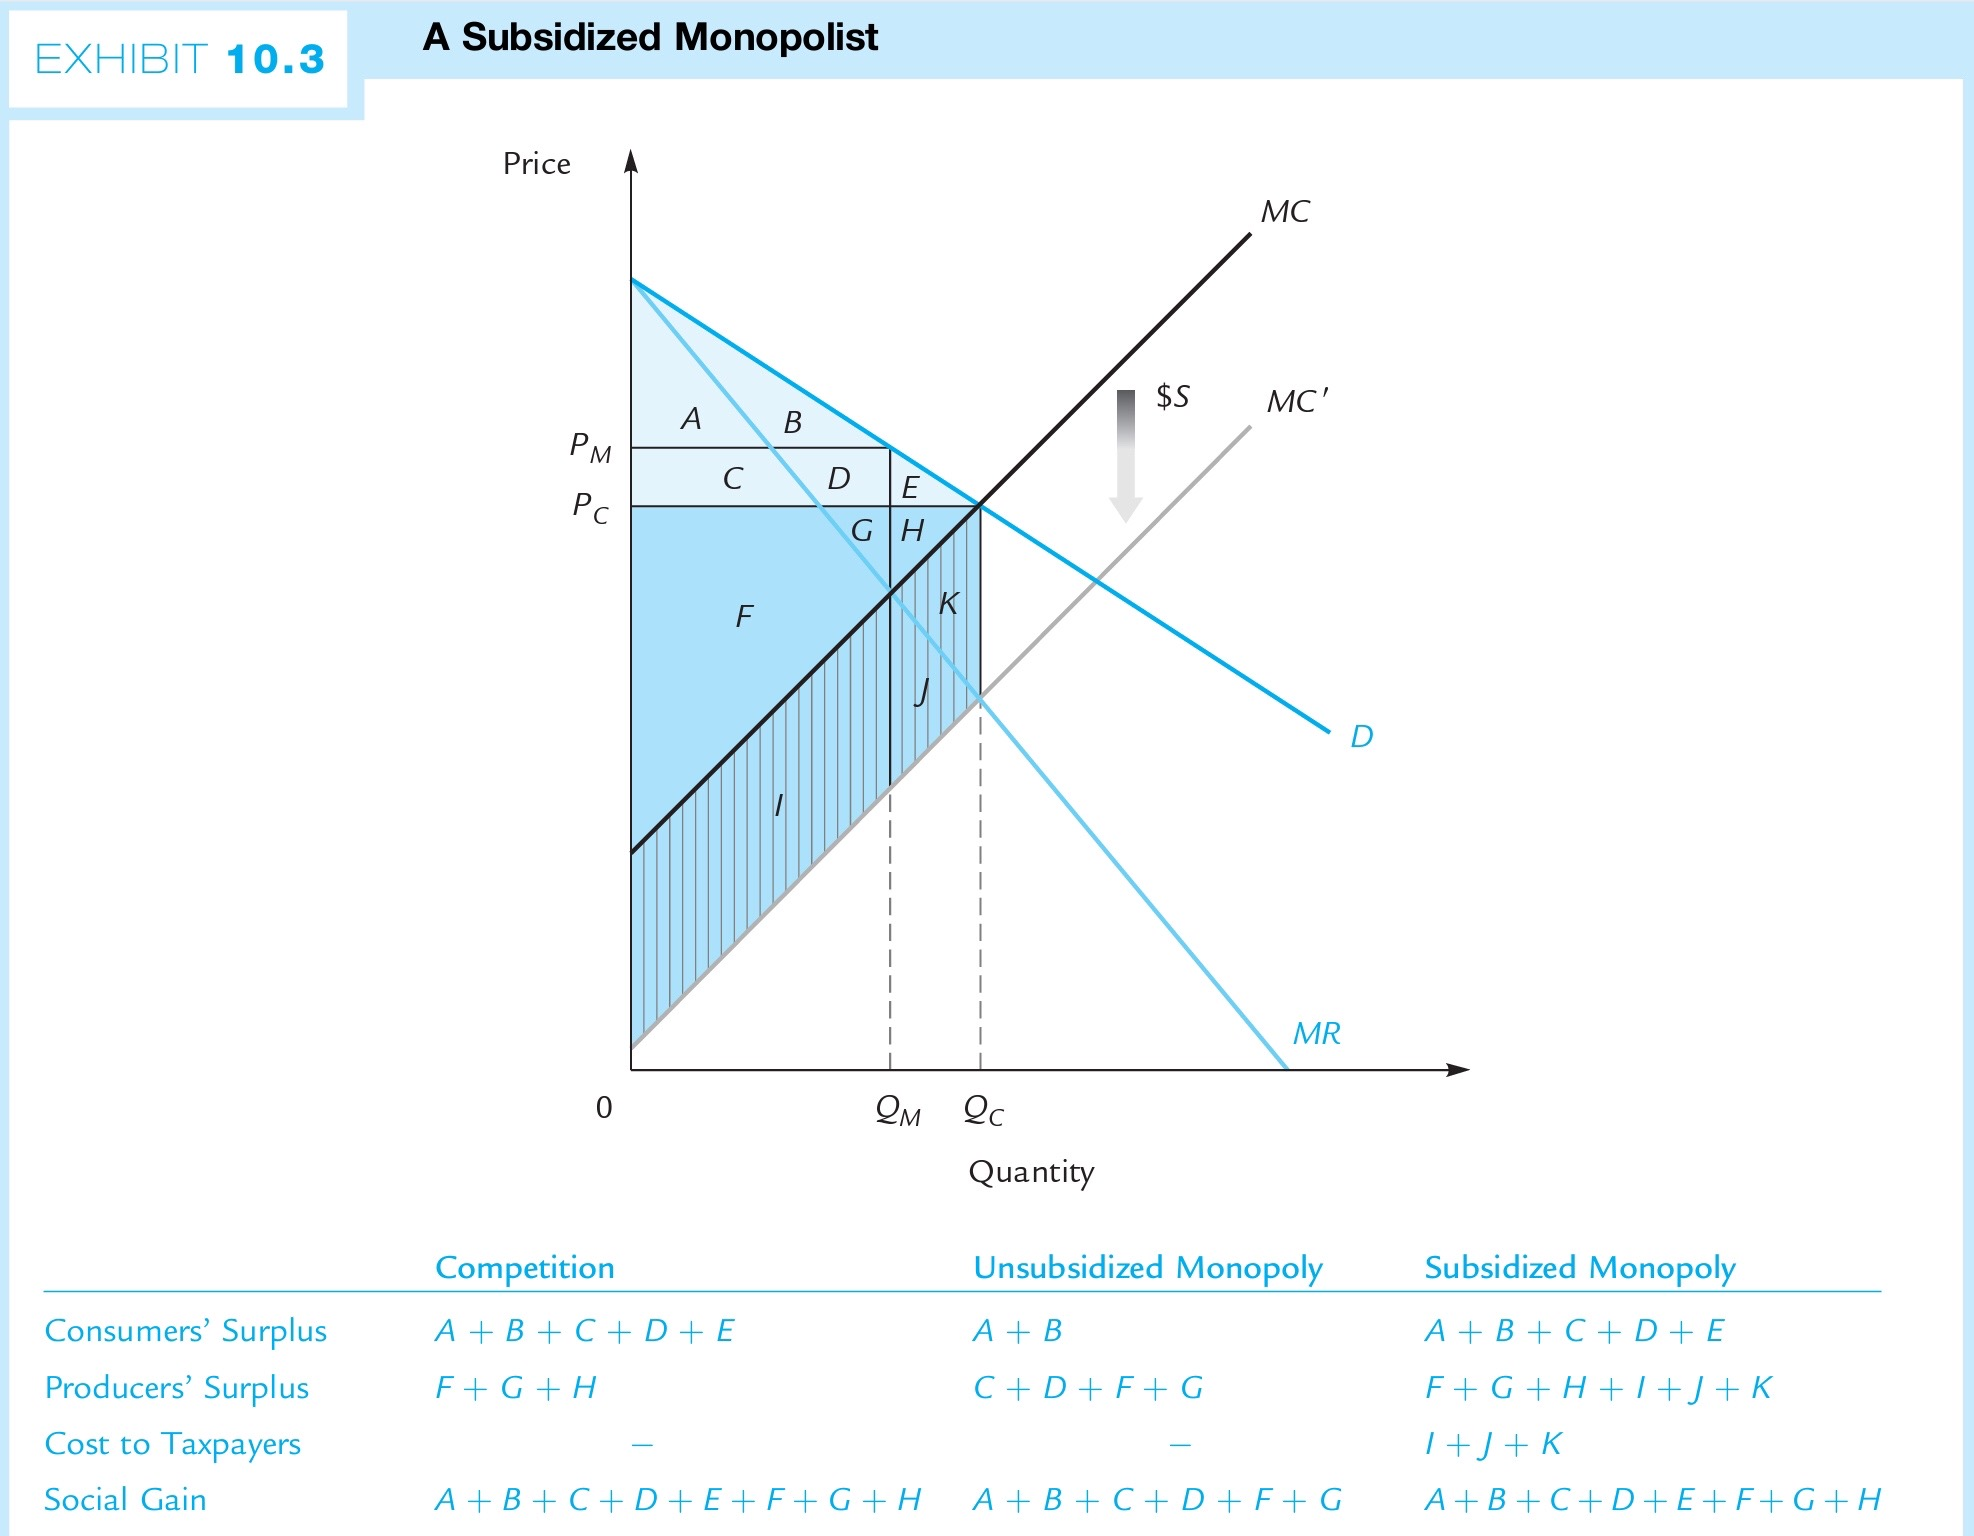 EXHIBIT 10.3
A Subsidized Monopolist
Price
MC
$S
MC′
A
B
P_M
C
D
E
P_C
G
H
K
F
J
D
I
MR
0
Q_M
Q_C
Quantity
Competition Unsubsidized Monopoly Subsidized Monopoly
Consumers’ Surplus A + B + C + D + E A + B A + B + C + D + E
Producers’ Surplus F + G + H C + D + F + G F + G + H + I + J + K
Cost to Taxpayers – – I + J + K
Social Gain A + B + C + D + E + F + G + H A + B + C + D + F + G A + B + C + D + E + F + G + H